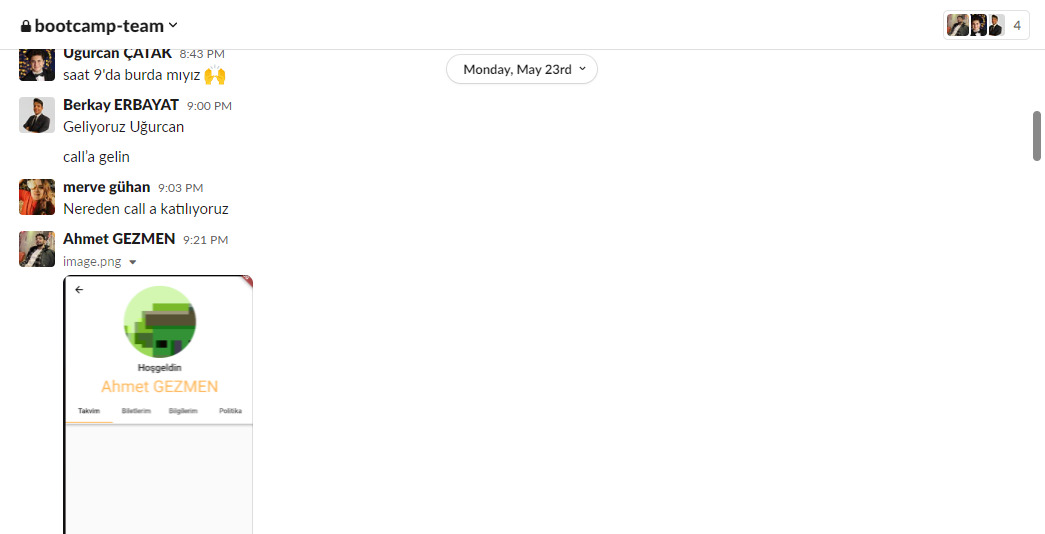 bootcamp-team
4
Uğurcan ÇATAK 8:43 PM
Monday, May 23rd
saat 9'da burda mıyız 🙌
Berkay ERBAYAT 9:00 PM
Geliyoruz Uğurcan
call'a gelin
merve gühan 9:03 PM
Nereden call a katılıyoruz
Ahmet GEZMEN 9:21 PM
image.png
Hoşgeldin
Ahmet GEZMEN
Takvim Biletlerim Bilgilerim Politika